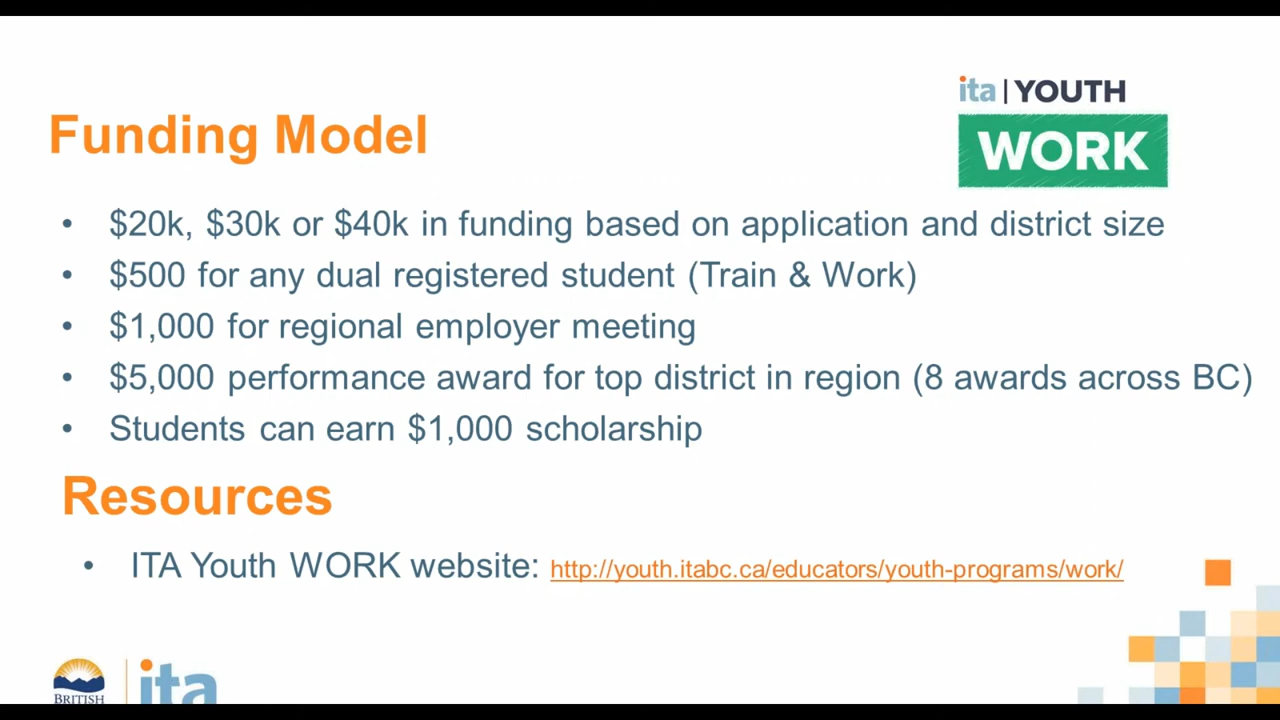 ita | YOUTH
WORK
Funding Model
• $20k, $30k or $40k in funding based on application and district size
• $500 for any dual registered student (Train & Work)
• $1,000 for regional employer meeting
• $5,000 performance award for top district in region (8 awards across BC)
• Students can earn $1,000 scholarship
Resources
• ITA Youth WORK website: http://youth.itabc.ca/educators/youth-programs/work/
BRITISH
ita